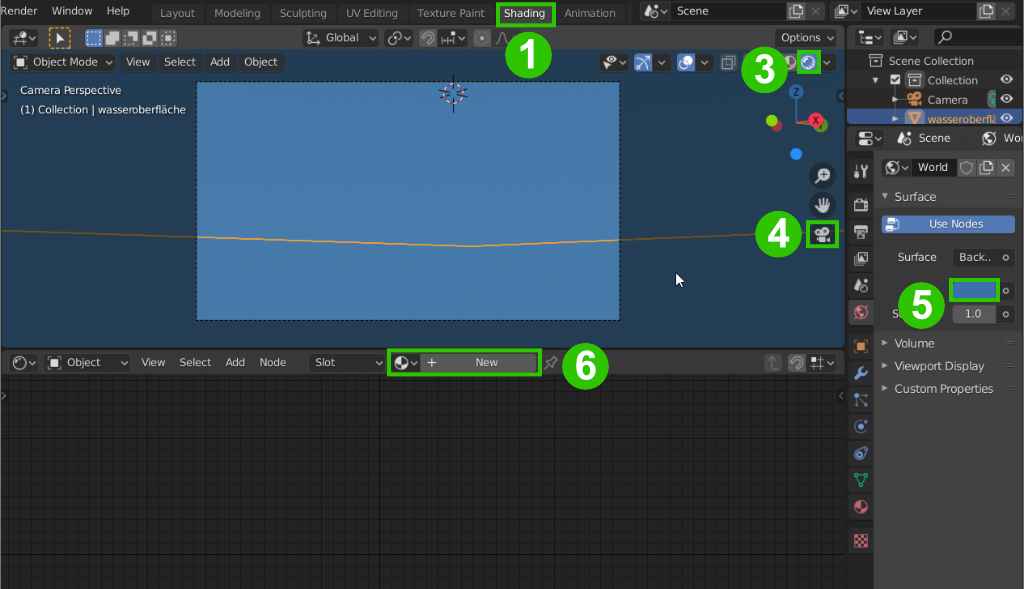 Render Window Help Layout Modeling Sculpting UV Editing Texture Paint Shading Animation Scene View Layer
1
Global Options
Object Mode View Select Add Object
3
Camera Perspective
(1) Collection | wasseroberfläche
Z
X
4
Scene Collection
Collection
Camera
wasseroberflä
Scene Wo
World
Surface
Use Nodes
Surface Back..
5
S 1.0
Volume
Viewport Display
Custom Properties
Object View Select Add Node Slot + New
6